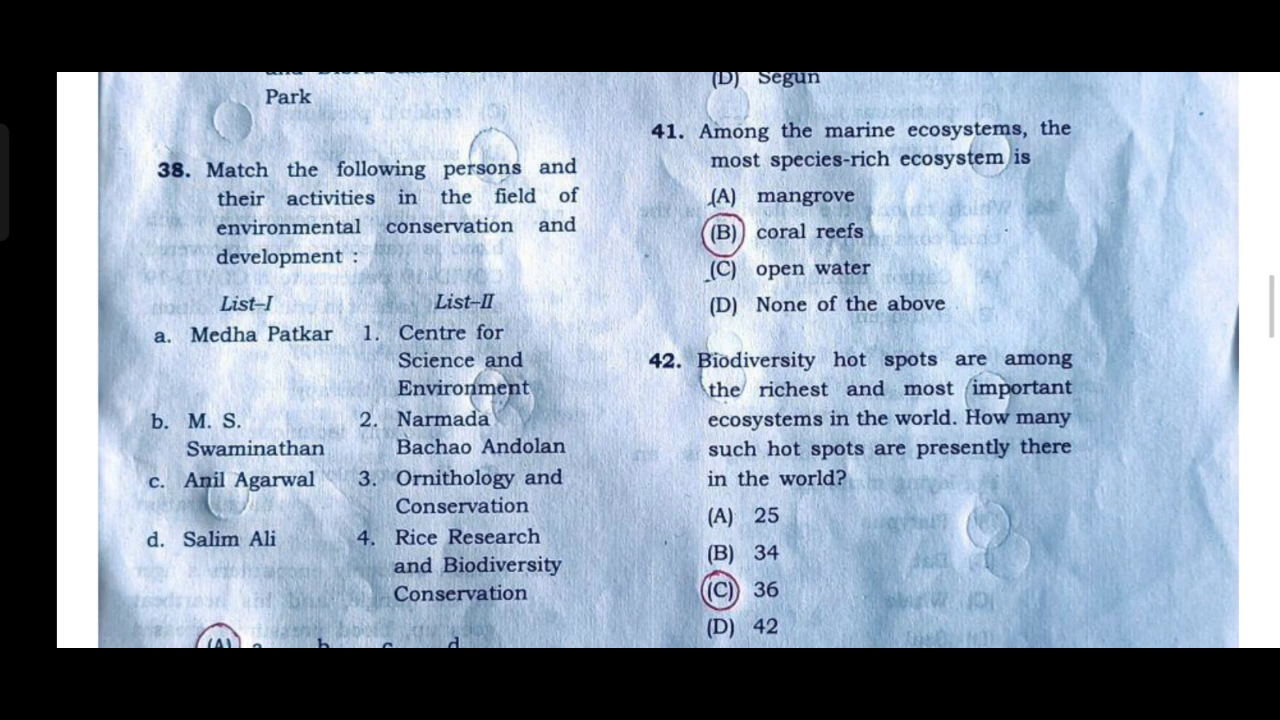 Park
38. Match the following persons and
their activities in the field of
environmental conservation and
development :
List–I List–II
a. Medha Patkar 1. Centre for
Science and
Environment
b. M. S. 2. Narmada
Swaminathan Bachao Andolan
c. Anil Agarwal 3. Ornithology and
Conservation
d. Salim Ali 4. Rice Research
and Biodiversity
Conservation
(A) a b c d
(D) Segun
41. Among the marine ecosystems, the
most species-rich ecosystem is
(A) mangrove
(B) coral reefs
(C) open water
(D) None of the above
42. Biodiversity hot spots are among
the richest and most important
ecosystems in the world. How many
such hot spots are presently there
in the world?
(A) 25
(B) 34
(C) 36
(D) 42